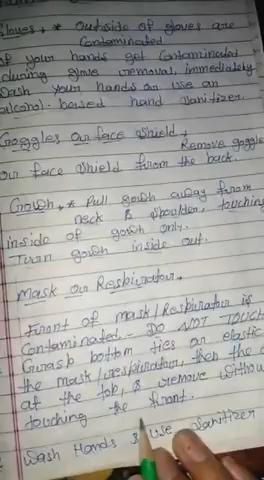 Gloves, * Outside of gloves are
Contaminated
If your hands get Contaminated
during glove removal, immediately
Wash your hands or use an
alcohol-based hand Sanitizer.
Goggles or face shield,
Remove goggles
or face shield from the back.
Gown, * Pull gown away from
neck & Shoulder, touching
inside of gown only.
Turn gown inside out.
Mask or Respirator,
Front of mask/Respirator is
Contaminated - DO NOT TOUCH
Grasp bottom ties or elastic
the mask/respirator, then the
at the top, & remove without
touching the front.
Wash Hands & use Sanitizer